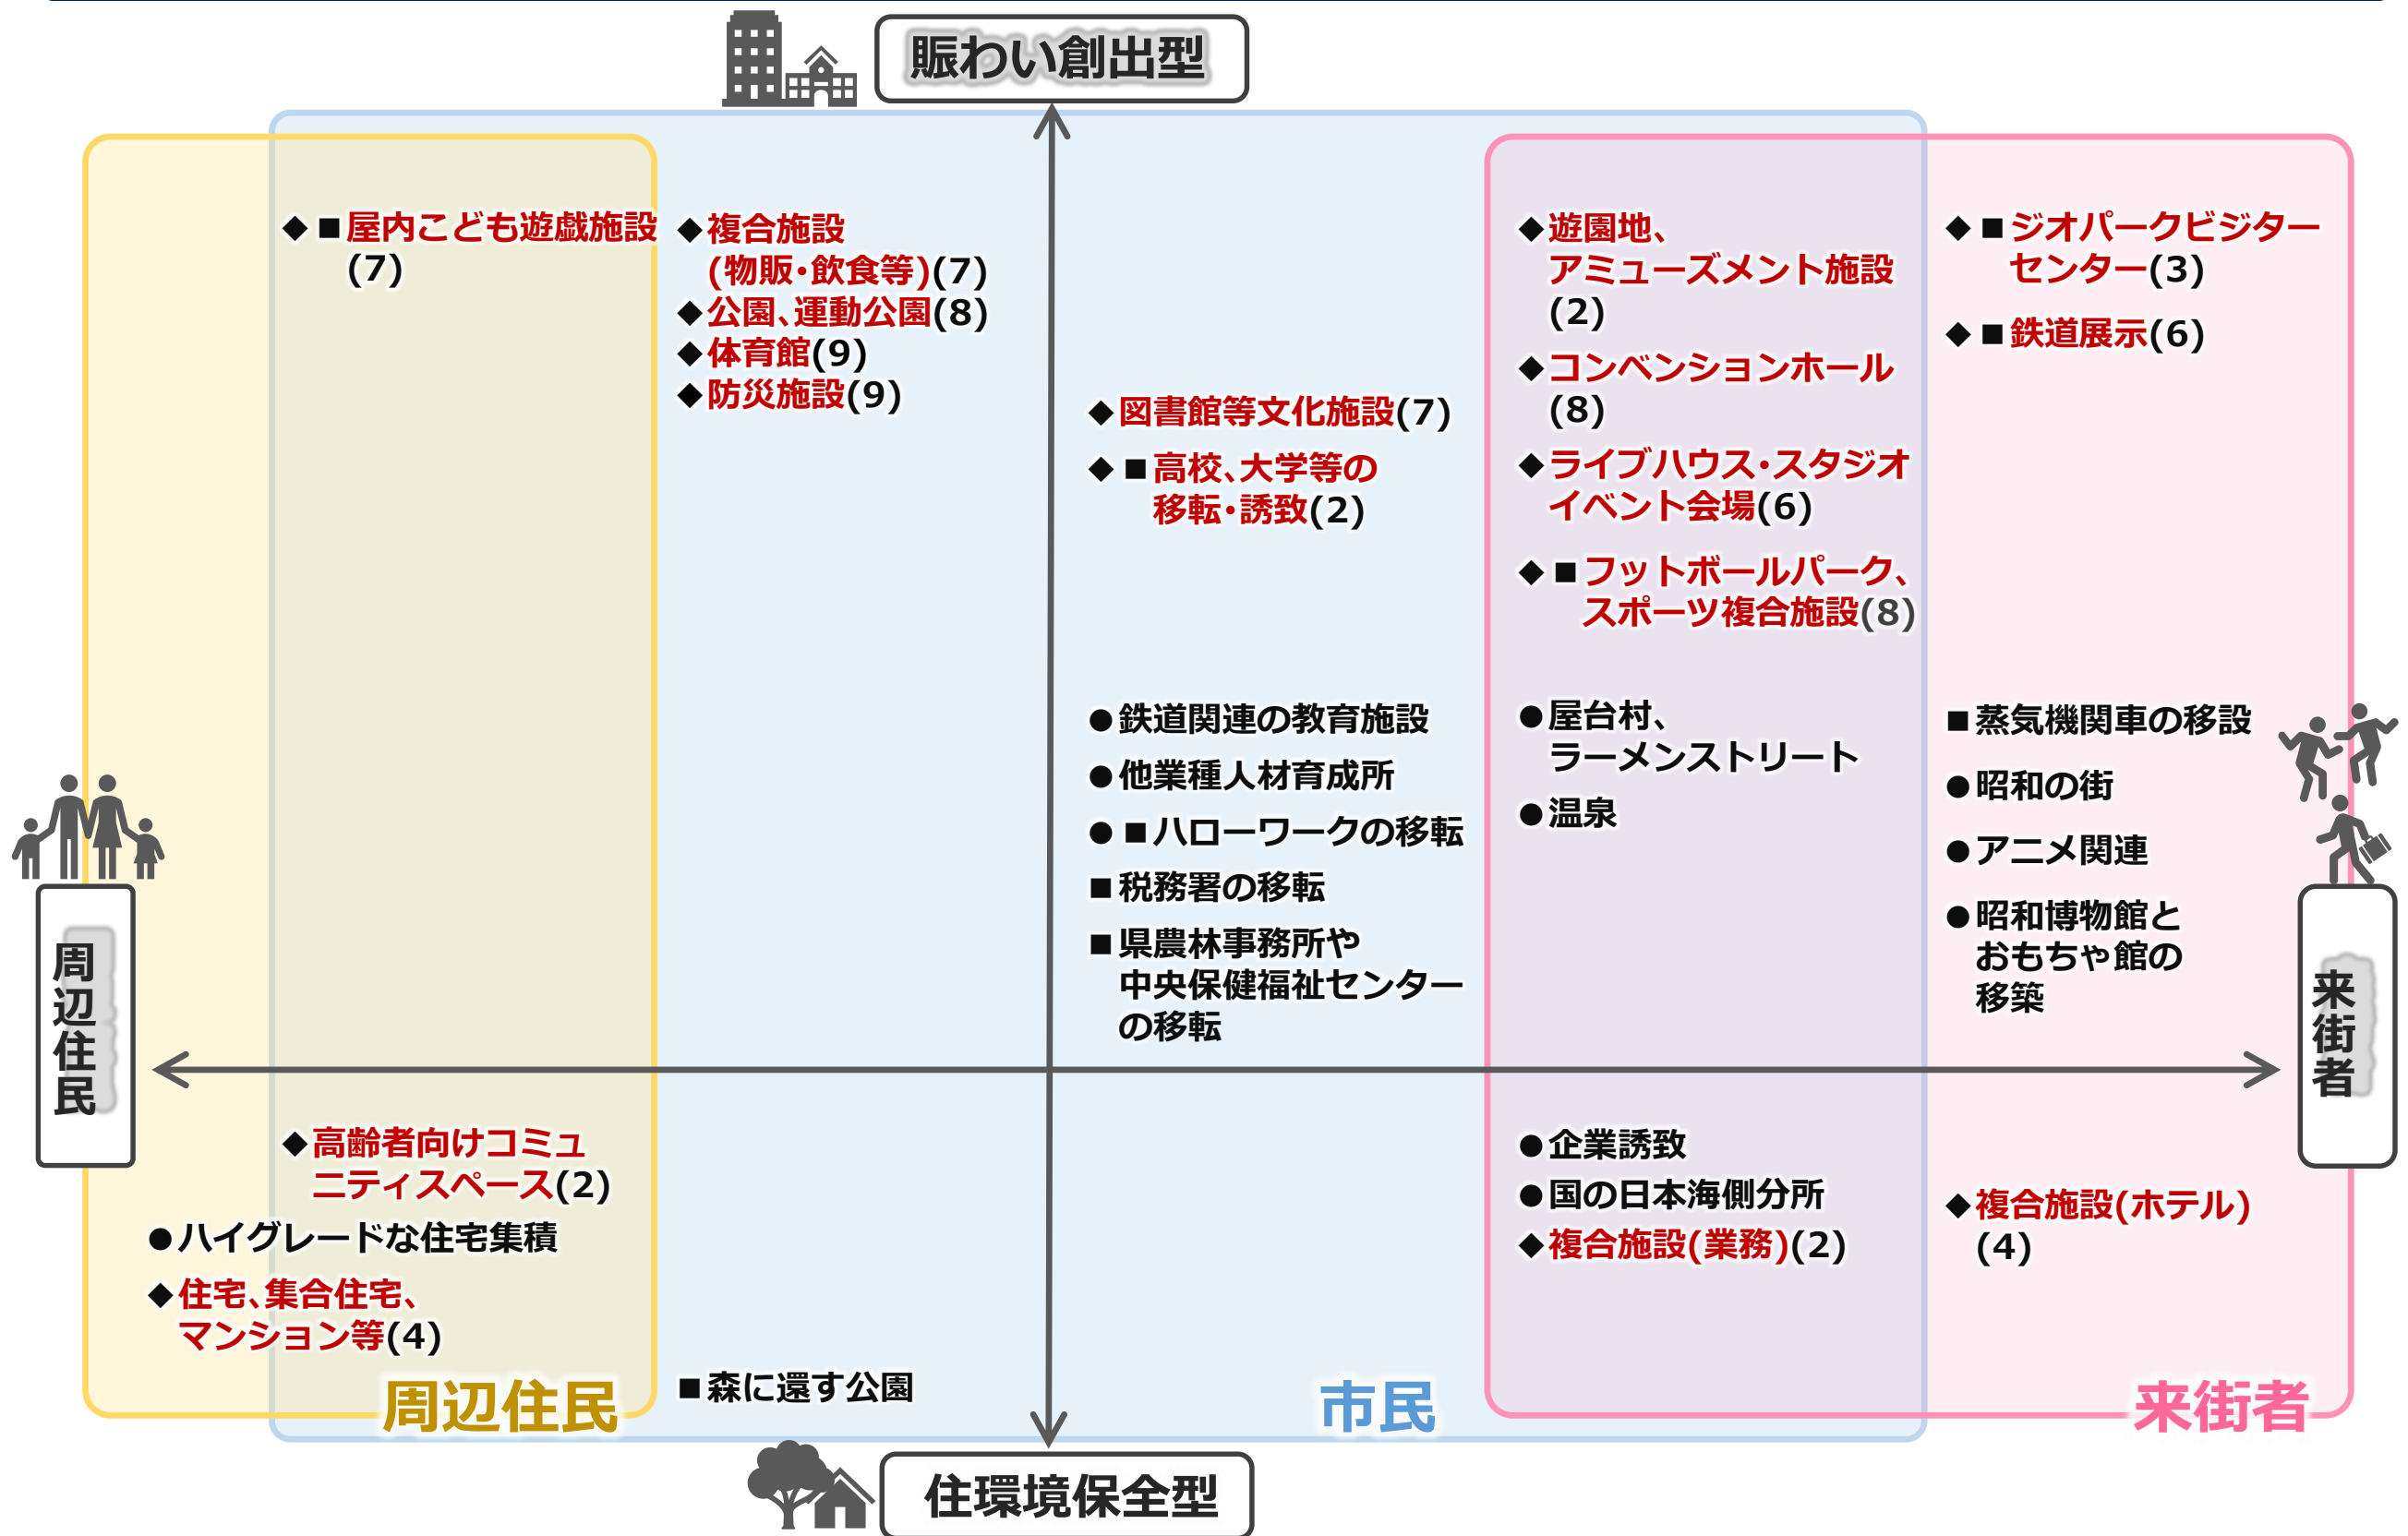 賑わい創出型
◆■屋内こども遊戯施設
(7)
◆複合施設
(物販・飲食等)(7)
◆公園、運動公園(8)
◆体育館(9)
◆防災施設(9)
◆図書館等文化施設(7)
◆■高校、大学等の
移転・誘致(2)
●鉄道関連の教育施設
●他業種人材育成所
●■ハローワークの移転
■税務署の移転
■県農林事務所や
中央保健福祉センター
の移転
◆遊園地、
アミューズメント施設
(2)
◆コンベンションホール
(8)
◆ライブハウス・スタジオ
イベント会場(6)
◆■フットボールパーク、
スポーツ複合施設(8)
●屋台村、
ラーメンストリート
●温泉
◆■ジオパークビジター
センター(3)
◆■鉄道展示(6)
■蒸気機関車の移設
●昭和の街
●アニメ関連
●昭和博物館と
おもちゃ館の
移築
周辺住民
来街者
◆高齢者向けコミュ
ニティスペース(2)
●ハイグレードな住宅集積
◆住宅、集合住宅、
マンション等(4)
■森に還す公園
●企業誘致
●国の日本海側分所
◆複合施設(業務)(2)
◆複合施設(ホテル)
(4)
周辺住民
市民
来街者
住環境保全型